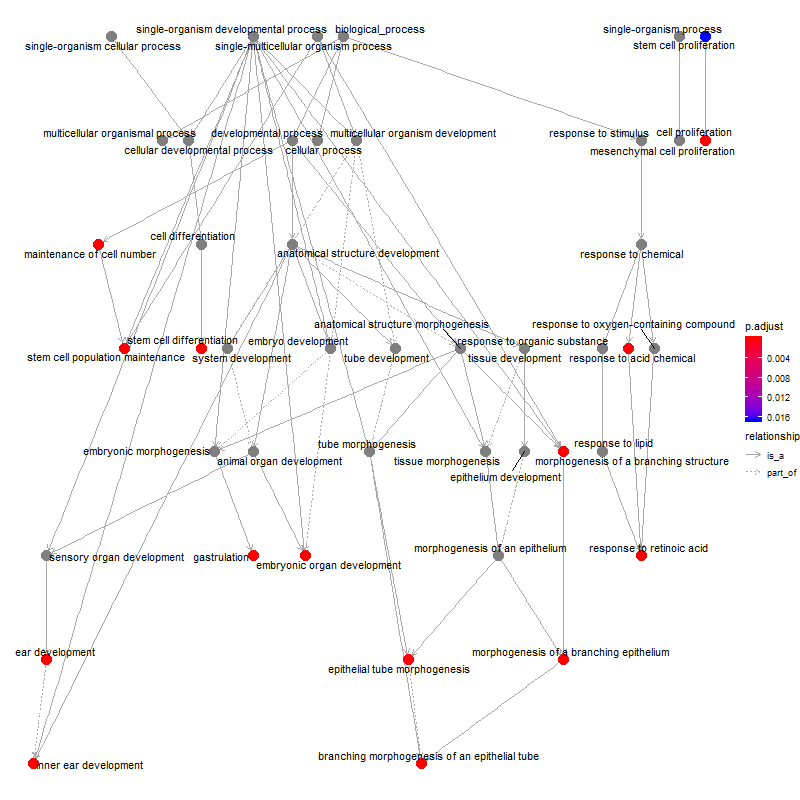 single-organism developmental process
biological_process
single-organism process
single-organism cellular process
single-multicellular organism process
stem cell proliferation
multicellular organismal process
developmental process
multicellular organism development
response to stimulus
cell proliferation
cellular developmental process
cellular process
mesenchymal cell proliferation
cell differentiation
maintenance of cell number
anatomical structure development
response to chemical
anatomical structure morphogenesis
response to oxygen-containing compound
stem cell differentiation
embryo development
response to organic substance
stem cell population maintenance
system development
tube development
tissue development
response to acid chemical
p.adjust
0.004
0.008
0.012
0.016
relationship
is_a
part_of
tube morphogenesis
response to lipid
embryonic morphogenesis
animal organ development
tissue morphogenesis
morphogenesis of a branching structure
epithelium development
morphogenesis of an epithelium
response to retinoic acid
sensory organ development
gastrulation
embryonic organ development
ear development
morphogenesis of a branching epithelium
epithelial tube morphogenesis
branching morphogenesis of an epithelial tube
inner ear development